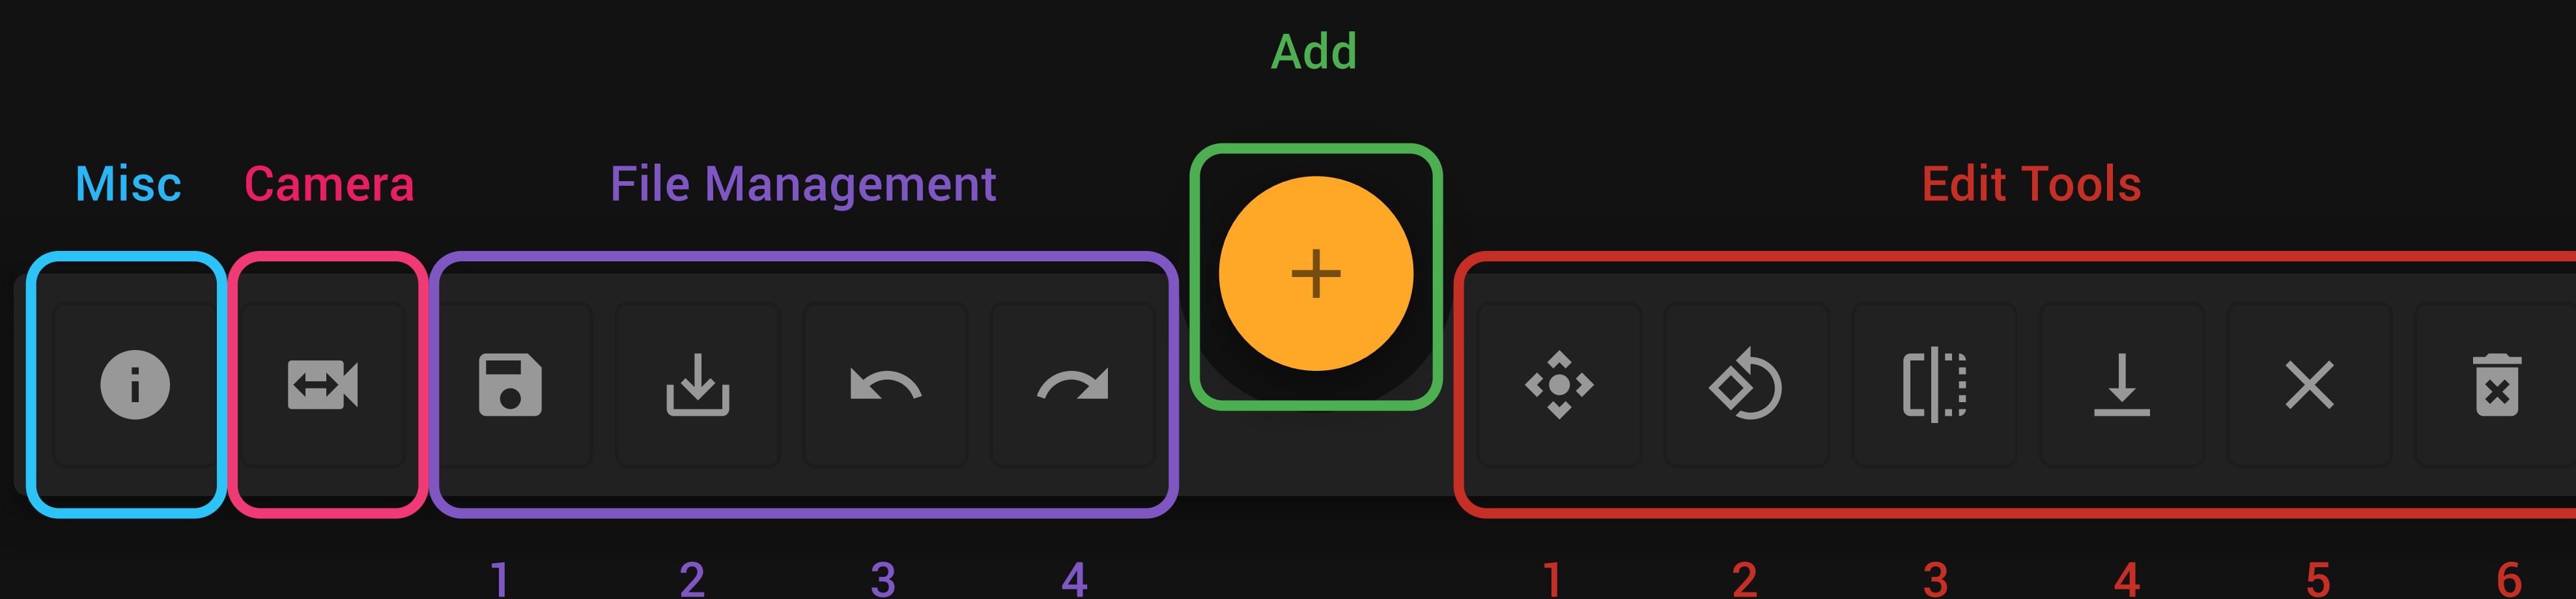 Add
Misc Camera File Management Edit Tools
1 2 3 4 1 2 3 4 5 6